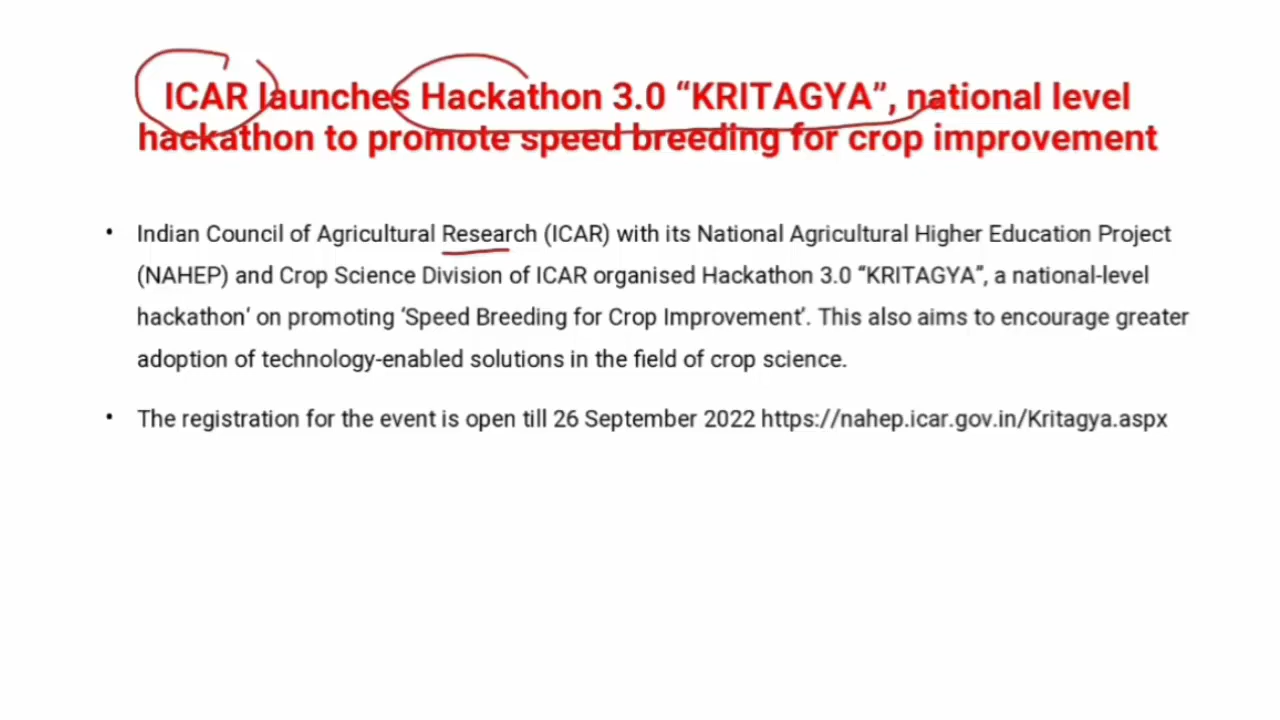 ICAR launches Hackathon 3.0 “KRITAGYA”, national level
hackathon to promote speed breeding for crop improvement
• Indian Council of Agricultural Research (ICAR) with its National Agricultural Higher Education Project
(NAHEP) and Crop Science Division of ICAR organised Hackathon 3.0 “KRITAGYA”, a national-level
hackathon’ on promoting ‘Speed Breeding for Crop Improvement’. This also aims to encourage greater
adoption of technology-enabled solutions in the field of crop science.
• The registration for the event is open till 26 September 2022 https://nahep.icar.gov.in/Kritagya.aspx